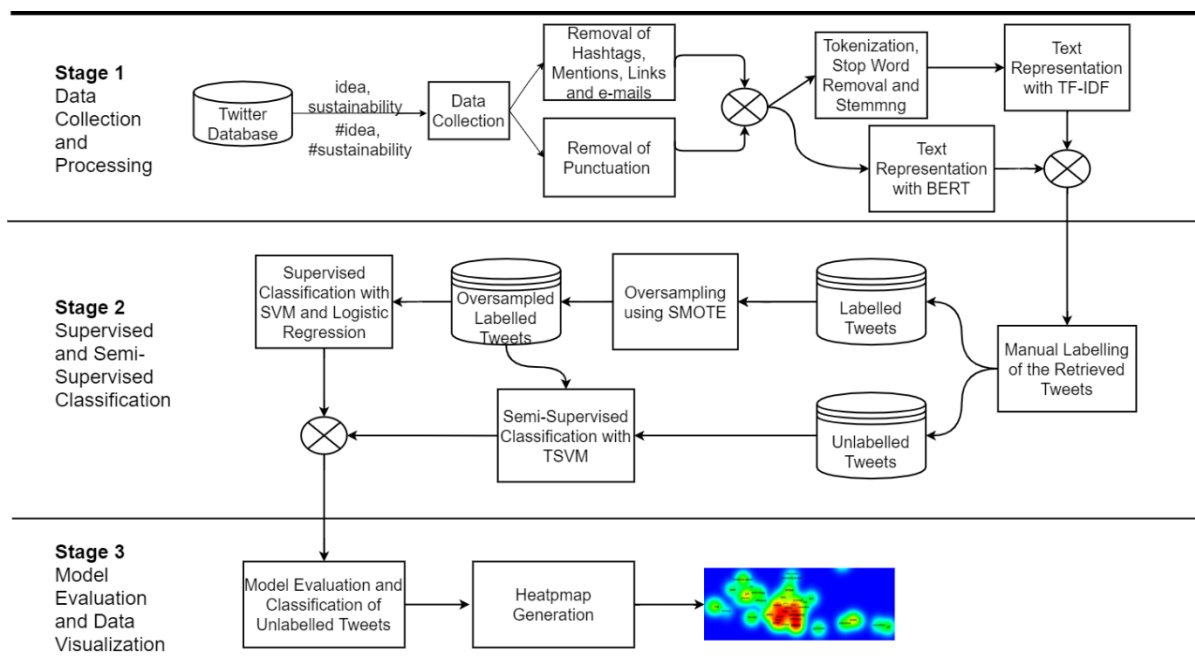 Stage 1
Data
Collection
and
Processing
Twitter
Database
idea,
sustainability
#idea,
#sustainability
Data
Collection
Removal of
Hashtags,
Mentions, Links
and e-mails
Removal of
Punctuation
Tokenization,
Stop Word
Removal and
Stemmng
Text
Representation
with TF-IDF
Text
Representation
with BERT
Stage 2
Supervised
and Semi-
Supervised
Classification
Supervised
Classification with
SVM and Logistic
Regression
Oversampled
Labelled
Tweets
Oversampling
using SMOTE
Labelled
Tweets
Manual Labelling
of the Retrieved
Tweets
Semi-Supervised
Classification with
TSVM
Unlabelled
Tweets
Stage 3
Model
Evaluation
and Data
Visualization
Model Evaluation and
Classification of
Unlabelled Tweets
Heatpmap
Generation